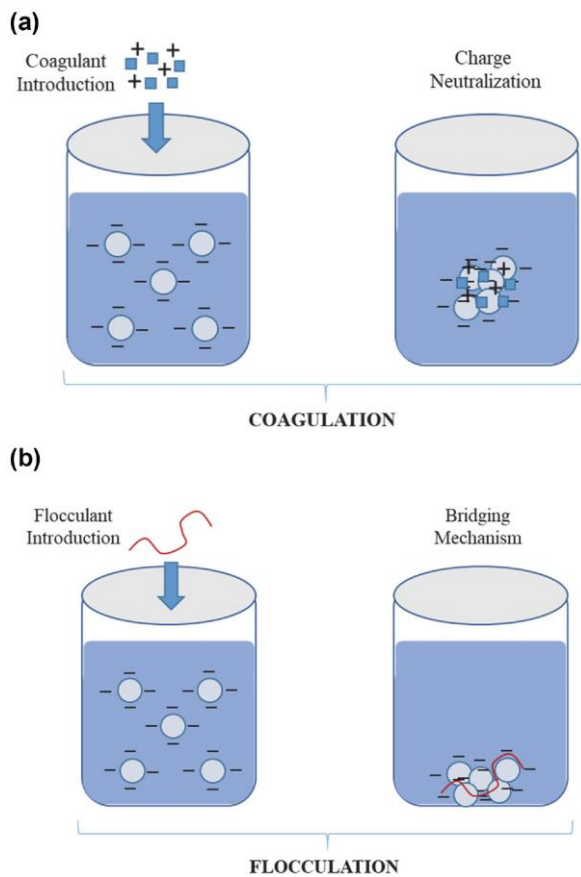 (a)
Coagulant
Introduction
Charge
Neutralization
COAGULATION
(b)
Flocculant
Introduction
Bridging
Mechanism
FLOCCULATION